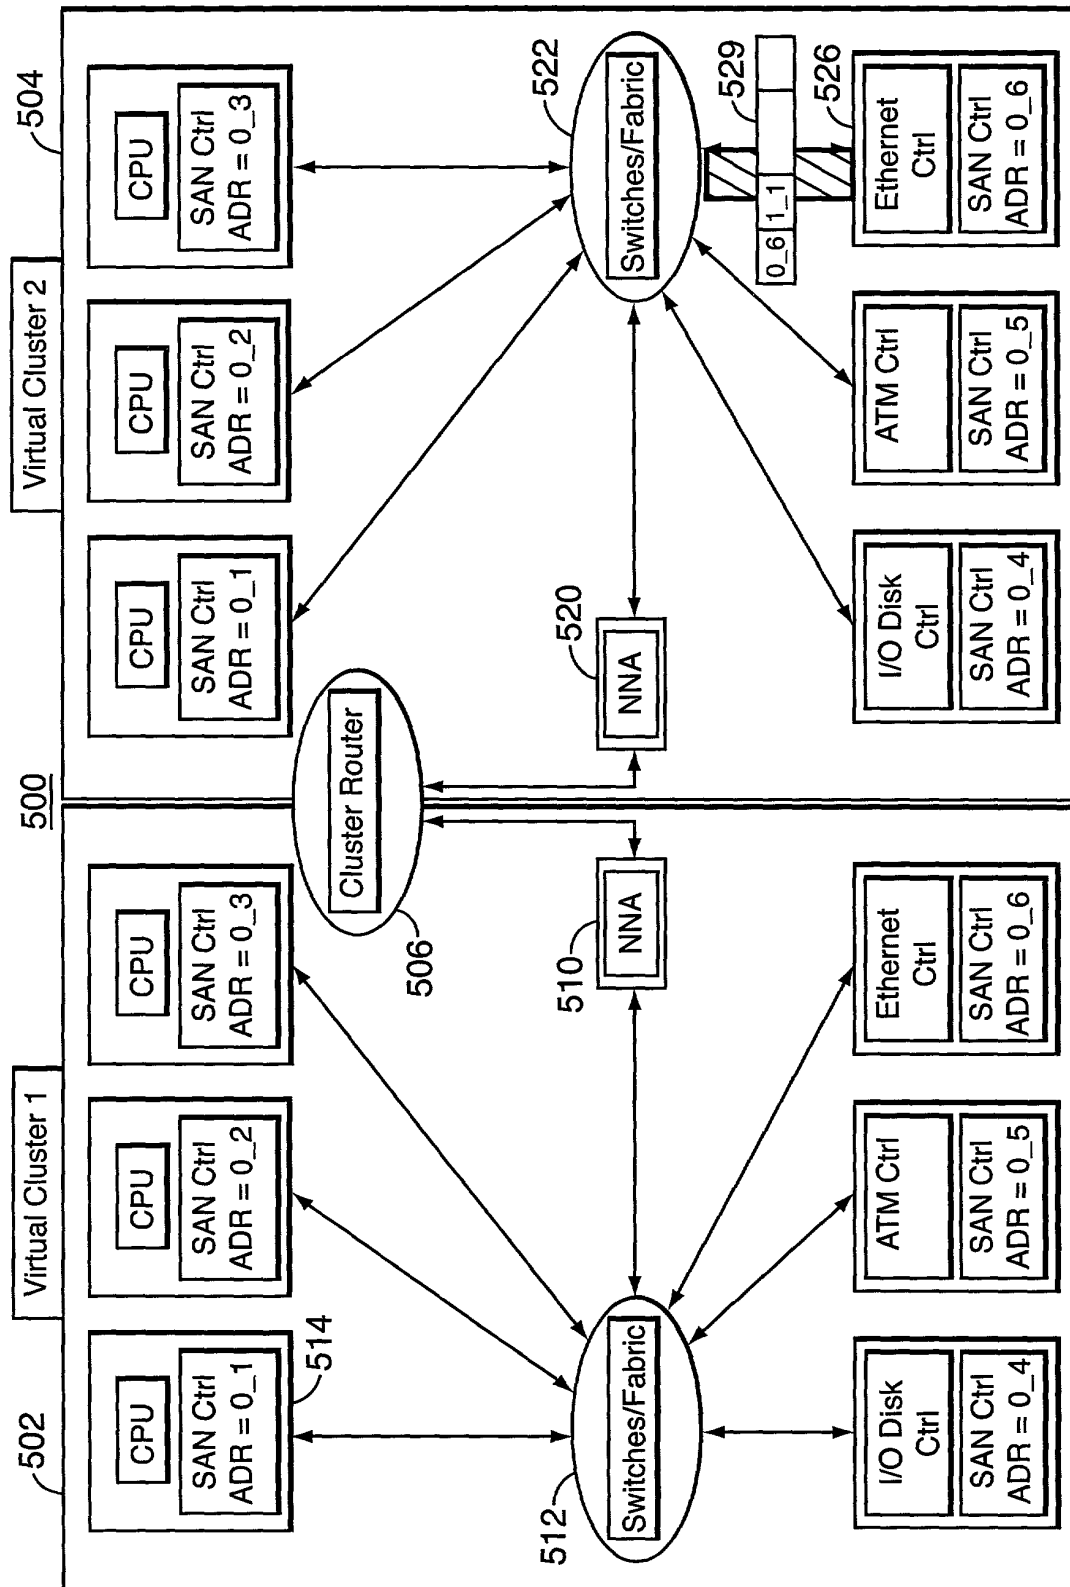 500
Virtual Cluster 1
Virtual Cluster 2
502
504
CPU
SAN Ctrl
ADR = 0_1
514
CPU
SAN Ctrl
ADR = 0_2
CPU
SAN Ctrl
ADR = 0_3
CPU
SAN Ctrl
ADR = 0_1
CPU
SAN Ctrl
ADR = 0_2
CPU
SAN Ctrl
ADR = 0_3
Cluster Router
506
512
Switches/Fabric
510
NNA
520
NNA
522
Switches/Fabric
0_6
1_1
529
I/O Disk
Ctrl
SAN Ctrl
ADR = 0_4
ATM Ctrl
SAN Ctrl
ADR = 0_5
Ethernet
Ctrl
SAN Ctrl
ADR = 0_6
I/O Disk
Ctrl
SAN Ctrl
ADR = 0_4
ATM Ctrl
SAN Ctrl
ADR = 0_5
526
Ethernet
Ctrl
SAN Ctrl
ADR = 0_6